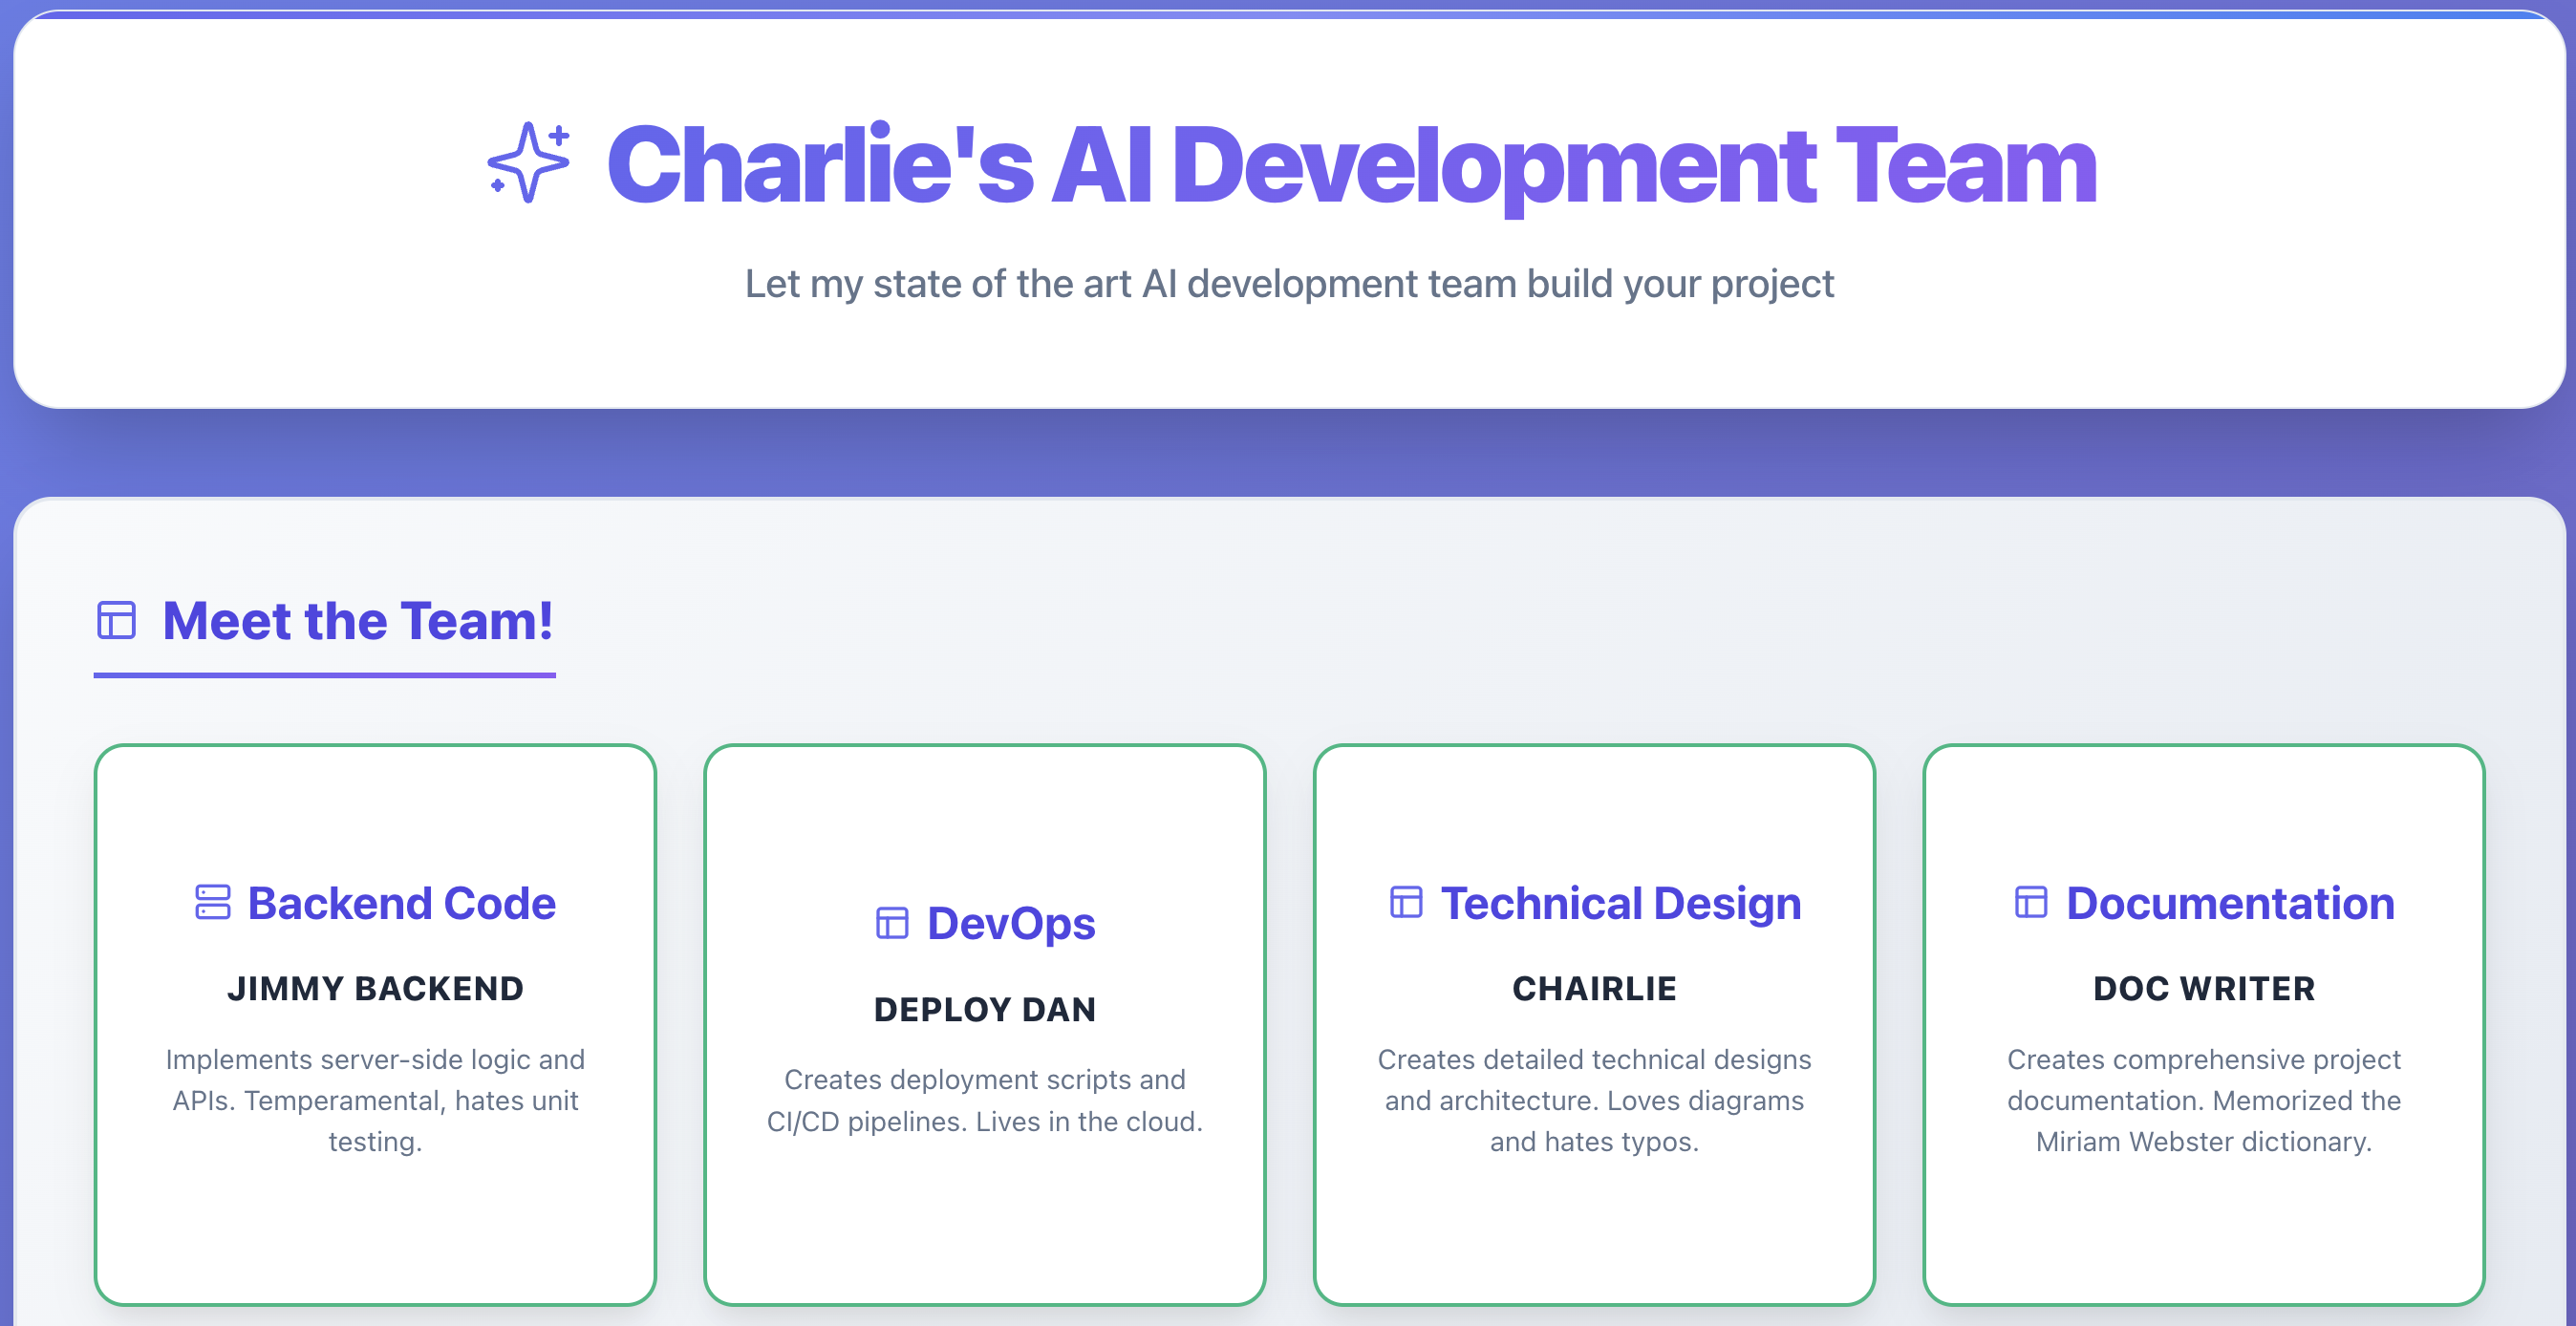 Charlie's AI Development Team
Let my state of the art AI development team build your project
Meet the Team!
Backend Code
JIMMY BACKEND
Implements server-side logic and
APIs. Temperamental, hates unit
testing.
DevOps
DEPLOY DAN
Creates deployment scripts and
CI/CD pipelines. Lives in the cloud.
Technical Design
CHAIRLIE
Creates detailed technical designs
and architecture. Loves diagrams
and hates typos.
Documentation
DOC WRITER
Creates comprehensive project
documentation. Memorized the
Miriam Webster dictionary.